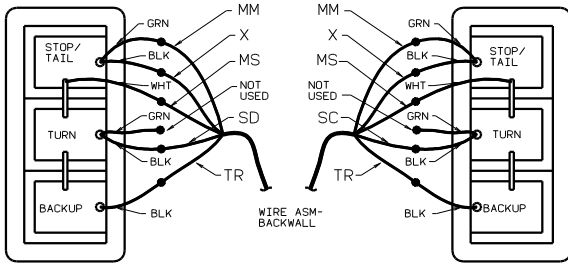 GRN
MM
STOP/
TAIL
BLK
X
WHT
MS
NOT
USED
GRN
TURN
SD
BLK
TR
BACKUP
BLK
WIRE ASM-
BACKWALL
MM
GRN
X
STOP/
TAIL
BLK
MS
WHT
NOT
USED
GRN
SC
TURN
BLK
TR
BACKUP
BLK